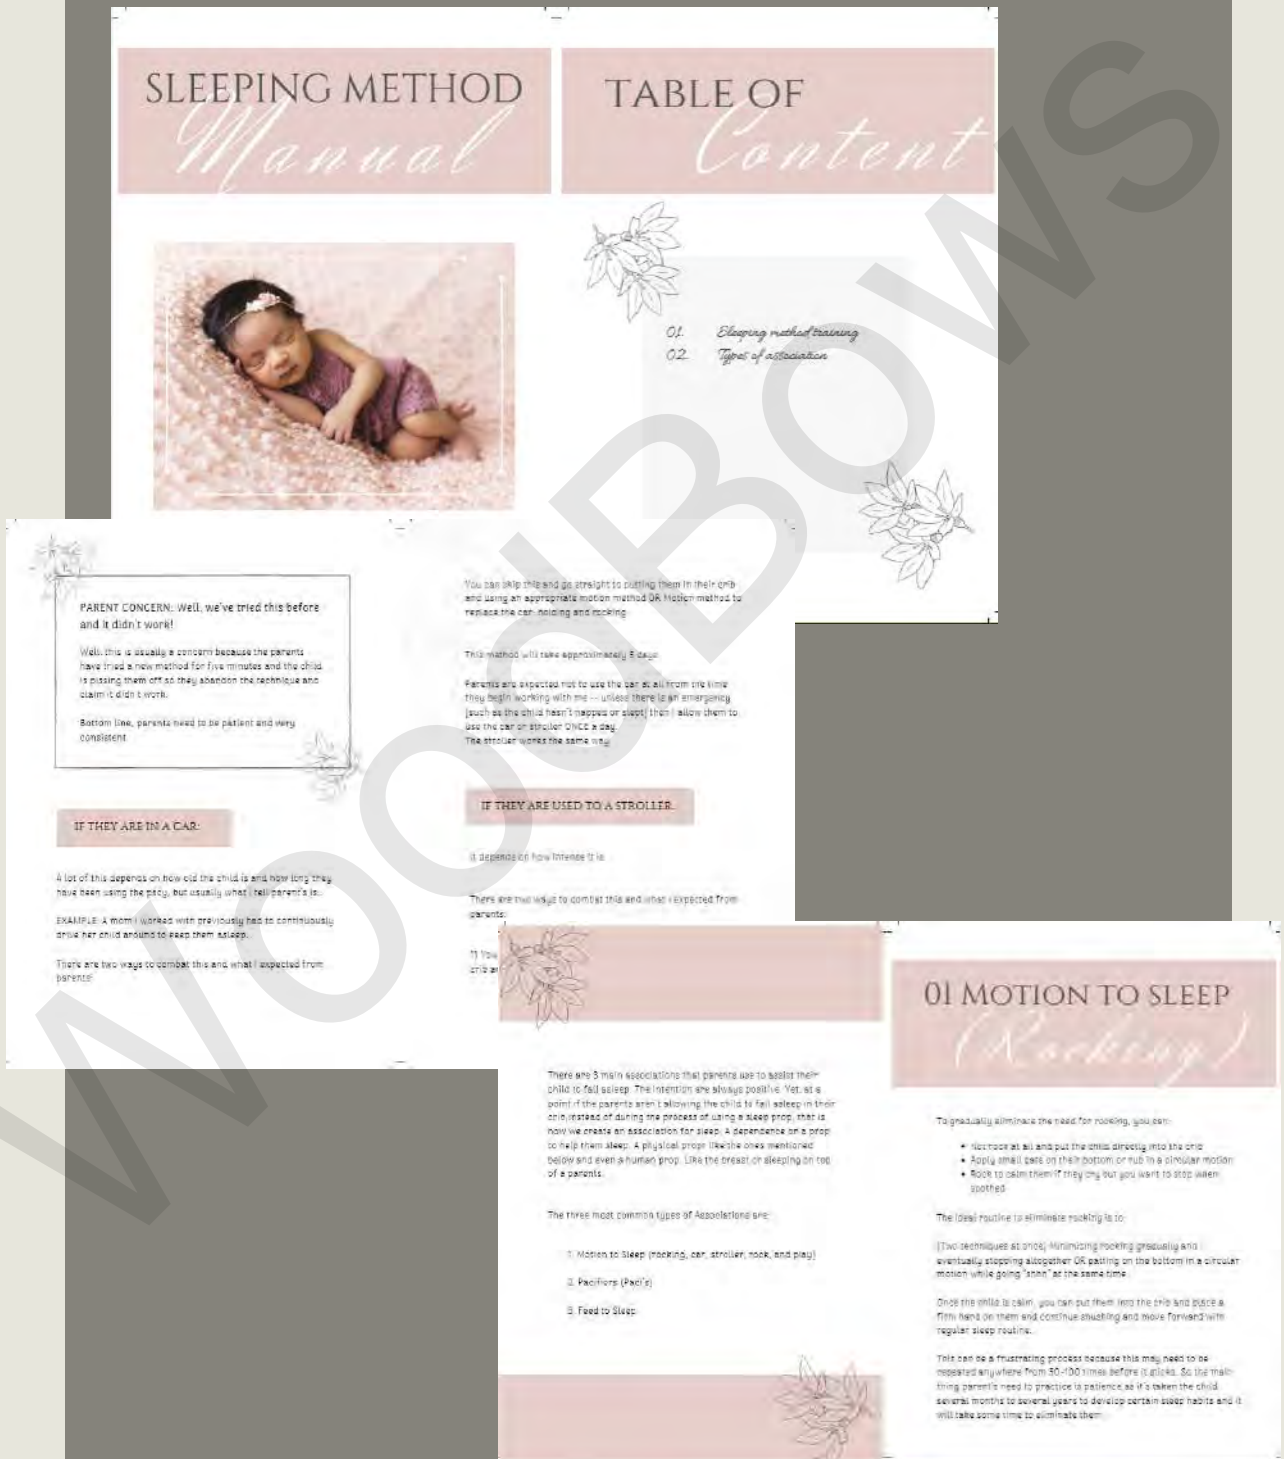 SLEEPING METHOD
Manual
TABLE OF
Content
01. Sleeping method training
02. Types of association
PARENT CONCERN: Well, we've tried this before
and it didn't work!
Well, this is usually a concern because the parents
have tried a new method for five minutes and the child
is pissing them off so they abandon the technique and
claim it didn't work.
Bottom line, parents need to be patient and very
consistent.
IF THEY ARE IN A CAR:
A lot of this depends on how old the child is and how long they
have been using the pacy, but usually what I tell parent's is..
EXAMPLE: A mom I worked with previously had to continuously
drive her child around to keep them asleep.
There are two ways to combat this and what I expected from
parents:
You can skip this and go straight to putting them in their crib
and using an appropriate motion method OR Motion method to
replace the car: holding and rocking
This method will take approximately 5 days.
Parents are expected not to use the car at all from the time
they begin working with me -- unless there is an emergency
(such as the child hasn't napped or slept) then I allow them to
use the car or stroller ONCE a day.
The stroller works the same way
IF THEY ARE USED TO A STROLLER:
It depends on how intense it is
There are two ways to combat this and what I expected from
parents:
1) You
crib an
There are 3 main associations that parents use to assist their
child to fall asleep. The intention are always positive. Yet, at a
point if the parents aren't allowing the child to fall asleep in their
crib instead of during the process of using a sleep prop, that is
how we create an association for sleep. A dependence on a prop
to help them sleep. A physical prop: like the ones mentioned
below and even a human prop. Like the breast or sleeping on top
of a parents.
The three most common types of Associations are:
1. Motion to Sleep (rocking, car, stroller, rock, and play)
2. Pacifiers (Paci's)
3. Feed to Sleep
01 MOTION TO SLEEP
(Rocking)
To gradually eliminate the need for rocking, you can:
• Not rock at all and put the child directly into the crib
• Apply small pats on their bottom or rub in a circular motion
• Rock to calm them if they cry but you want to stop when
soothed
The ideal routine to eliminate rocking is to:
(Two techniques at once) Minimizing rocking gradually and
eventually stopping altogether OR patting on the bottom in a circular
motion while going "shhh" at the same time.
Once the child is calm, you can put them into the crib and place a
firm hand on them and continue shushing and move forward with
regular sleep routine.
This can be a frustrating process because this may need to be
repeated anywhere from 50-100 times before it sticks. So the main
thing parent's need to practice is patience as it's taken the child
several months to several years to develop certain sleep habits and it
will take some time to eliminate them.
WoodBows